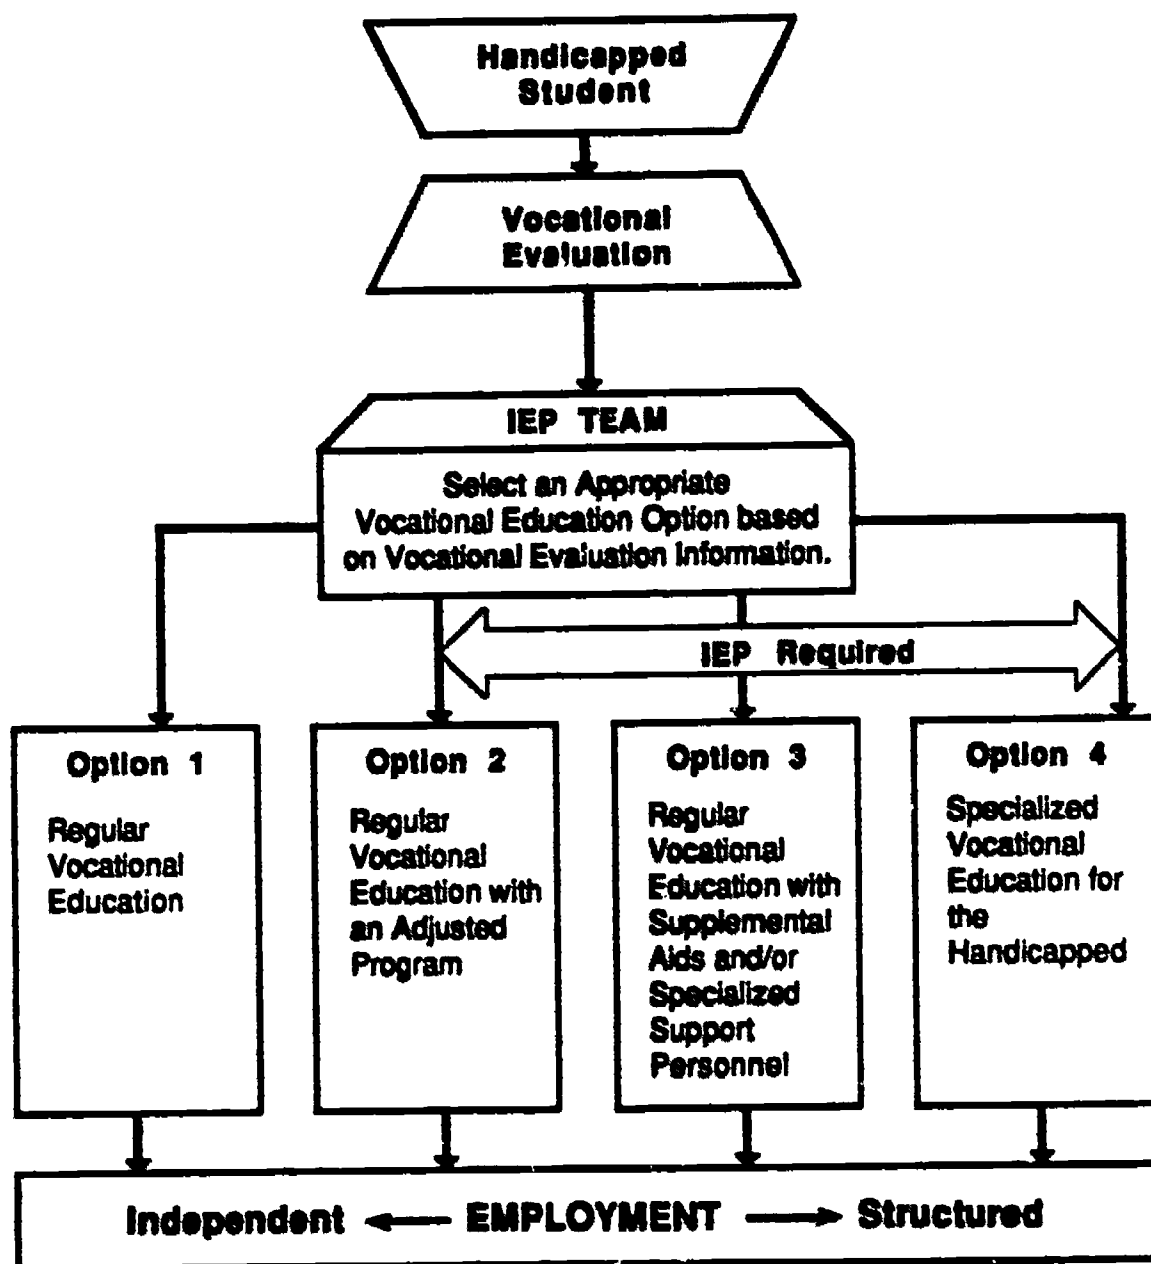 Handicapped
Student
Vocational
Evaluation
IEP TEAM
Select an Appropriate
Vocational Education Option based
on Vocational Evaluation Information.
IEP Required
Option 1
Regular
Vocational
Education
Option 2
Regular
Vocational
Education with
an Adjusted
Program
Option 3
Regular
Vocational
Education with
Supplemental
Aids and/or
Specialized
Support
Personnel
Option 4
Specialized
Vocational
Education for
the
Handicapped
Independent EMPLOYMENT Structured